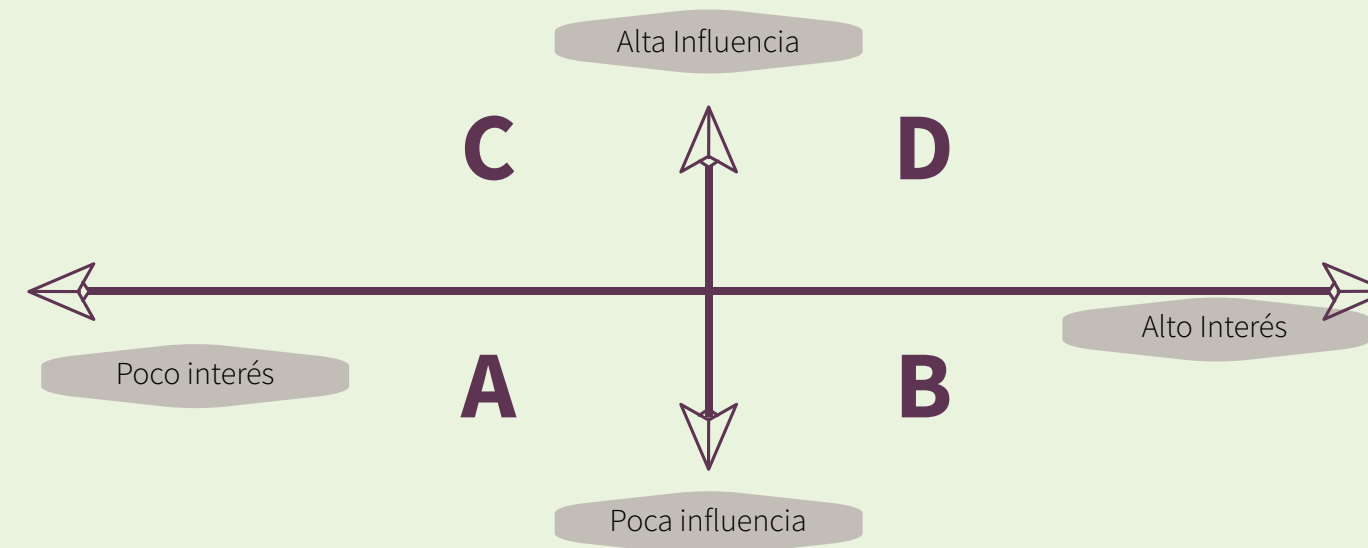 Alta Influencia
C
D
Alto Interés
Poco interés
A
B
Poca influencia